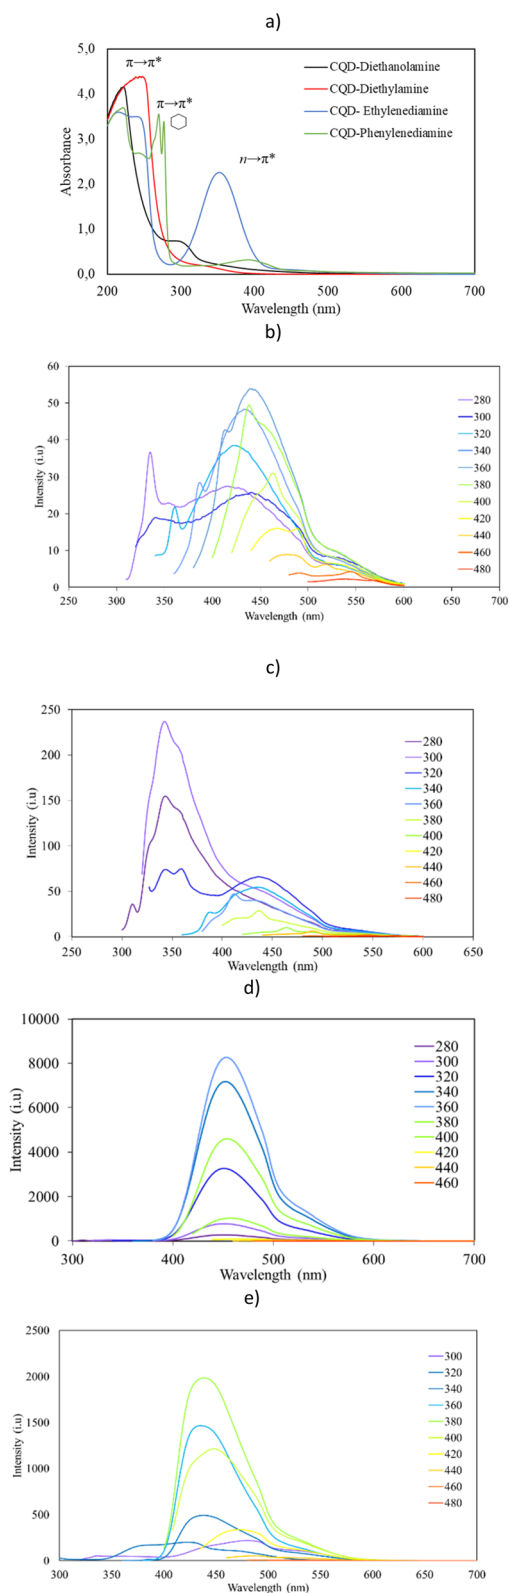 a)
5,0
4,0
3,0
2,0
1,0
0,0
Absorbance
π→π*
π→π*
n→π*
CQD-Diethanolamine
CQD-Diethylamine
CQD- Ethylenediamine
CQD-Phenylenediamine
200 300 400 500 600 700
Wavelength (nm)
b)
60
50
40
30
20
10
0
Intensity (i.u)
280
300
320
340
360
380
400
420
440
460
480
250 300 350 400 450 500 550 600 650 700
Wavelength (nm)
c)
250
200
150
100
50
0
Intensity (i.u)
280
300
320
340
360
380
400
420
440
460
480
250 300 350 400 450 500 550 600 650
Wavelength (nm)
d)
10000
8000
6000
4000
2000
0
Intensity (i.u)
280
300
320
340
360
380
400
420
440
460
300 400 500 600 700
Wavelength (nm)
e)
2500
2000
1500
1000
500
0
Intensity (i.u)
300
320
340
360
380
400
420
440
460
480
300 350 400 450 500 550 600 650 700
Wavelength (nm)